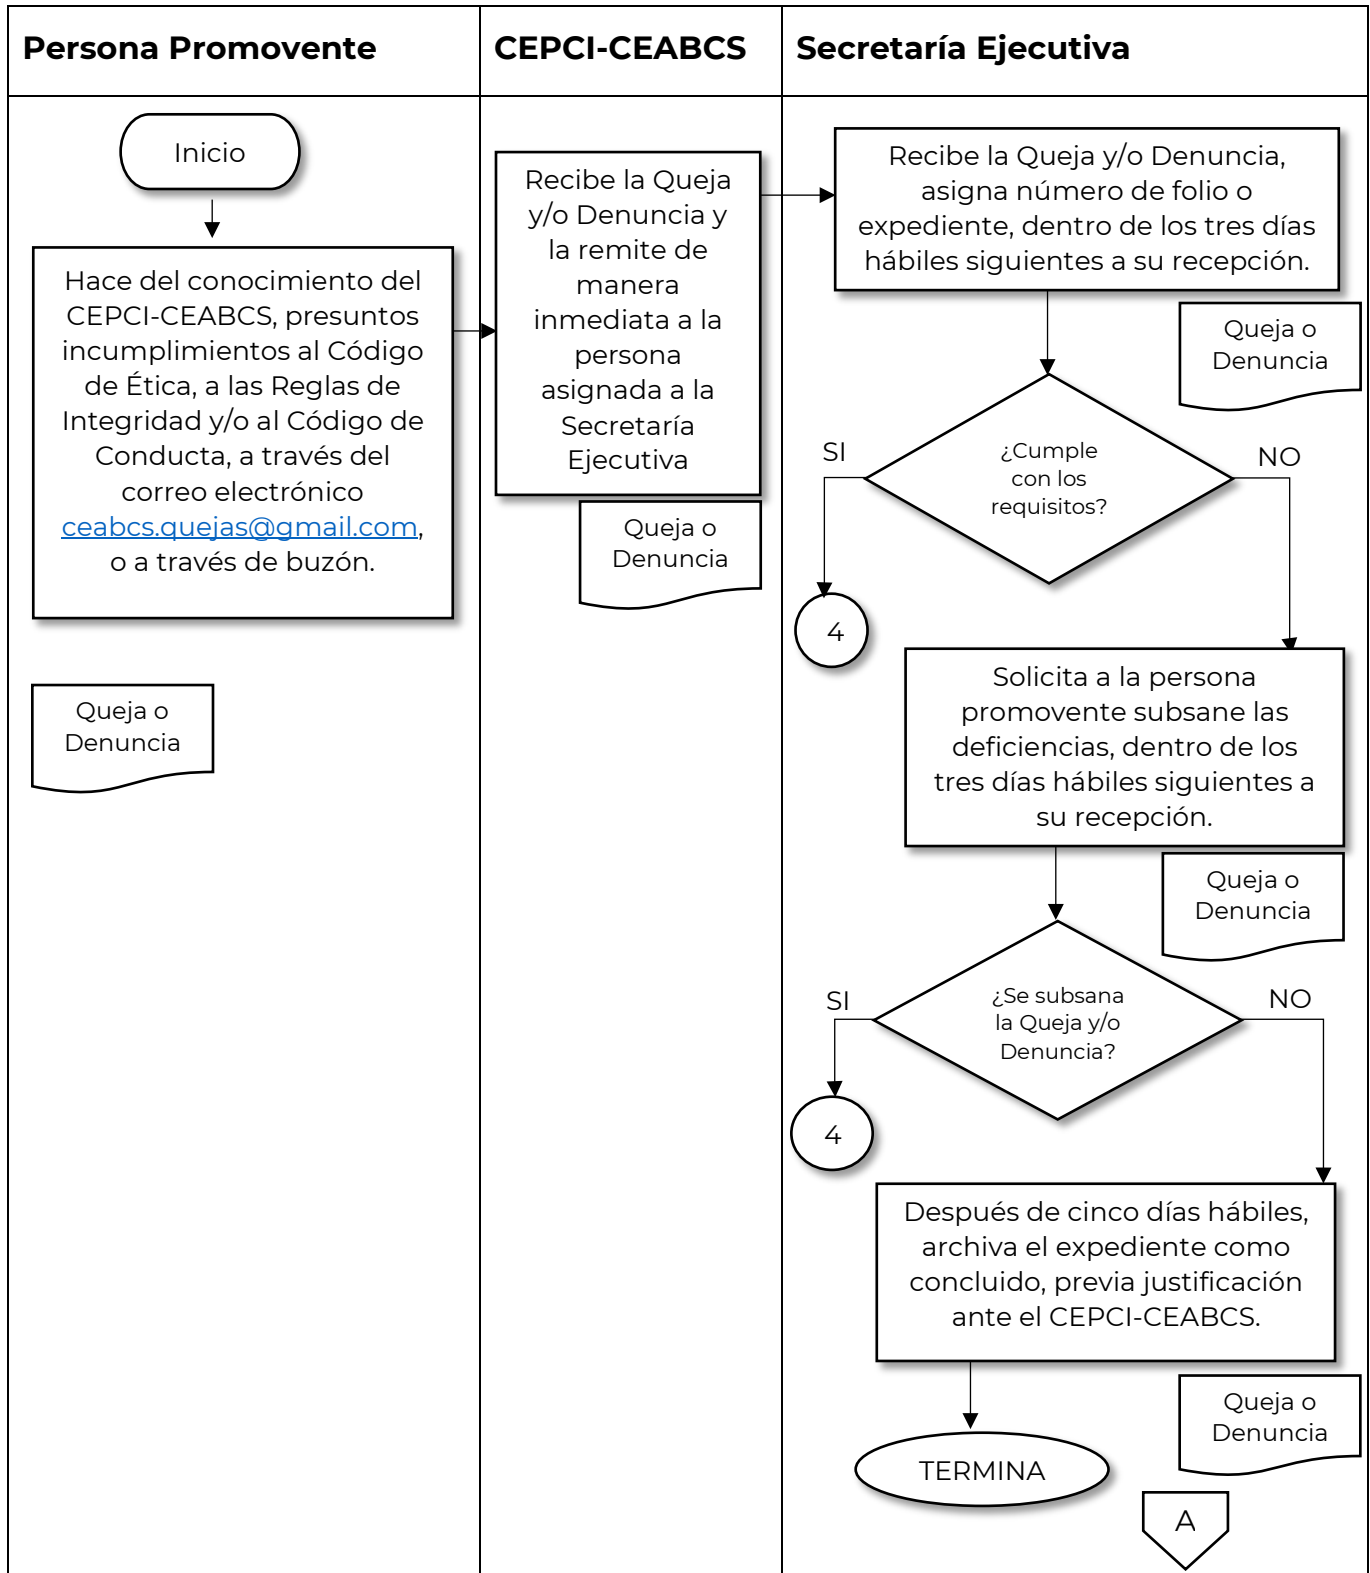 Persona Promovente
CEPCI-CEABCS
Secretaría Ejecutiva
Inicio
Hace del conocimiento del
CEPCI-CEABCS, presuntos
incumplimientos al Código
de Ética, a las Reglas de
Integridad y/o al Código de
Conducta, a través del
correo electrónico
ceabcs.quejas@gmail.com,
o a través de buzón.
Queja o
Denuncia
Recibe la Queja
y/o Denuncia y
la remite de
manera
inmediata a la
persona
asignada a la
Secretaría
Ejecutiva
Queja o
Denuncia
Recibe la Queja y/o Denuncia,
asigna número de folio o
expediente, dentro de los tres días
hábiles siguientes a su recepción.
Queja o
Denuncia
¿Cumple
con los
requisitos?
SI
NO
4
Solicita a la persona
promovente subsane las
deficiencias, dentro de los
tres días hábiles siguientes a
su recepción.
Queja o
Denuncia
¿Se subsana
la Queja y/o
Denuncia?
SI
NO
4
Después de cinco días hábiles,
archiva el expediente como
concluido, previa justificación
ante el CEPCI-CEABCS.
Queja o
Denuncia
TERMINA
A